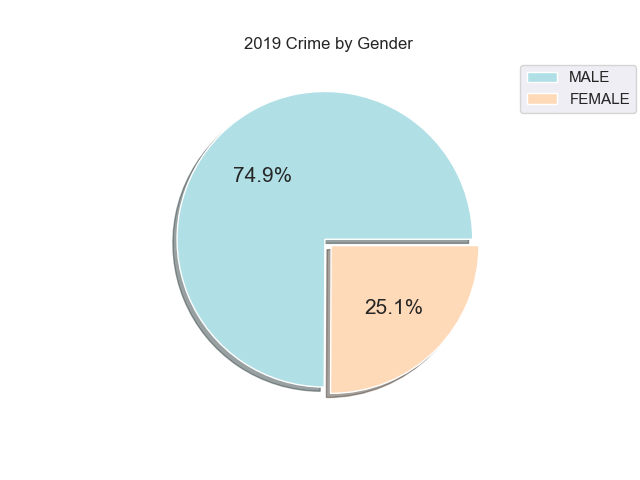 2019 Crime by Gender
MALE
FEMALE
74.9%
25.1%